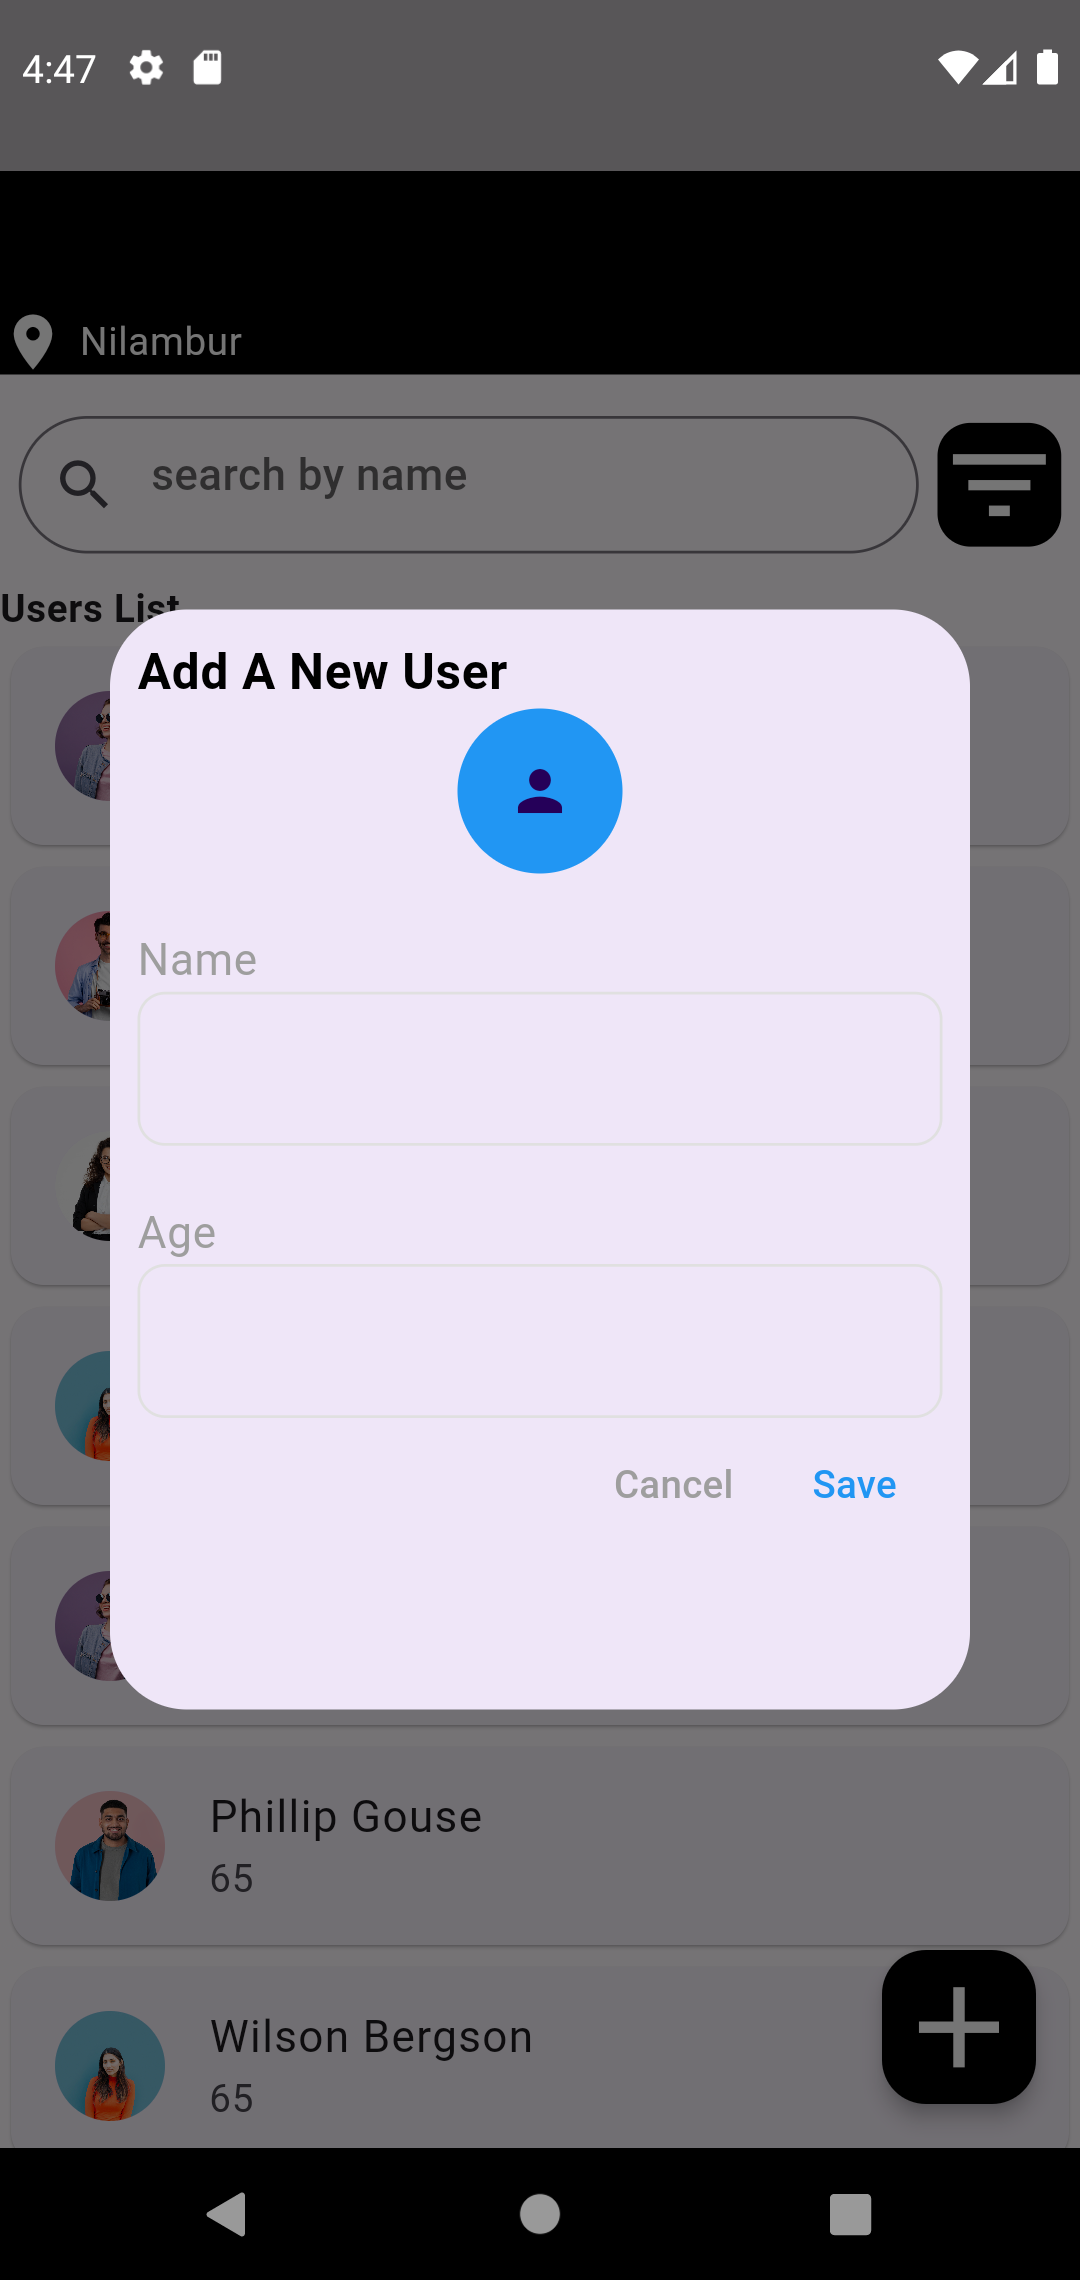 4:47
Nilambur
search by name
Users List
Add A New User
Name
Age
Cancel Save
Phillip Gouse
65
Wilson Bergson
65